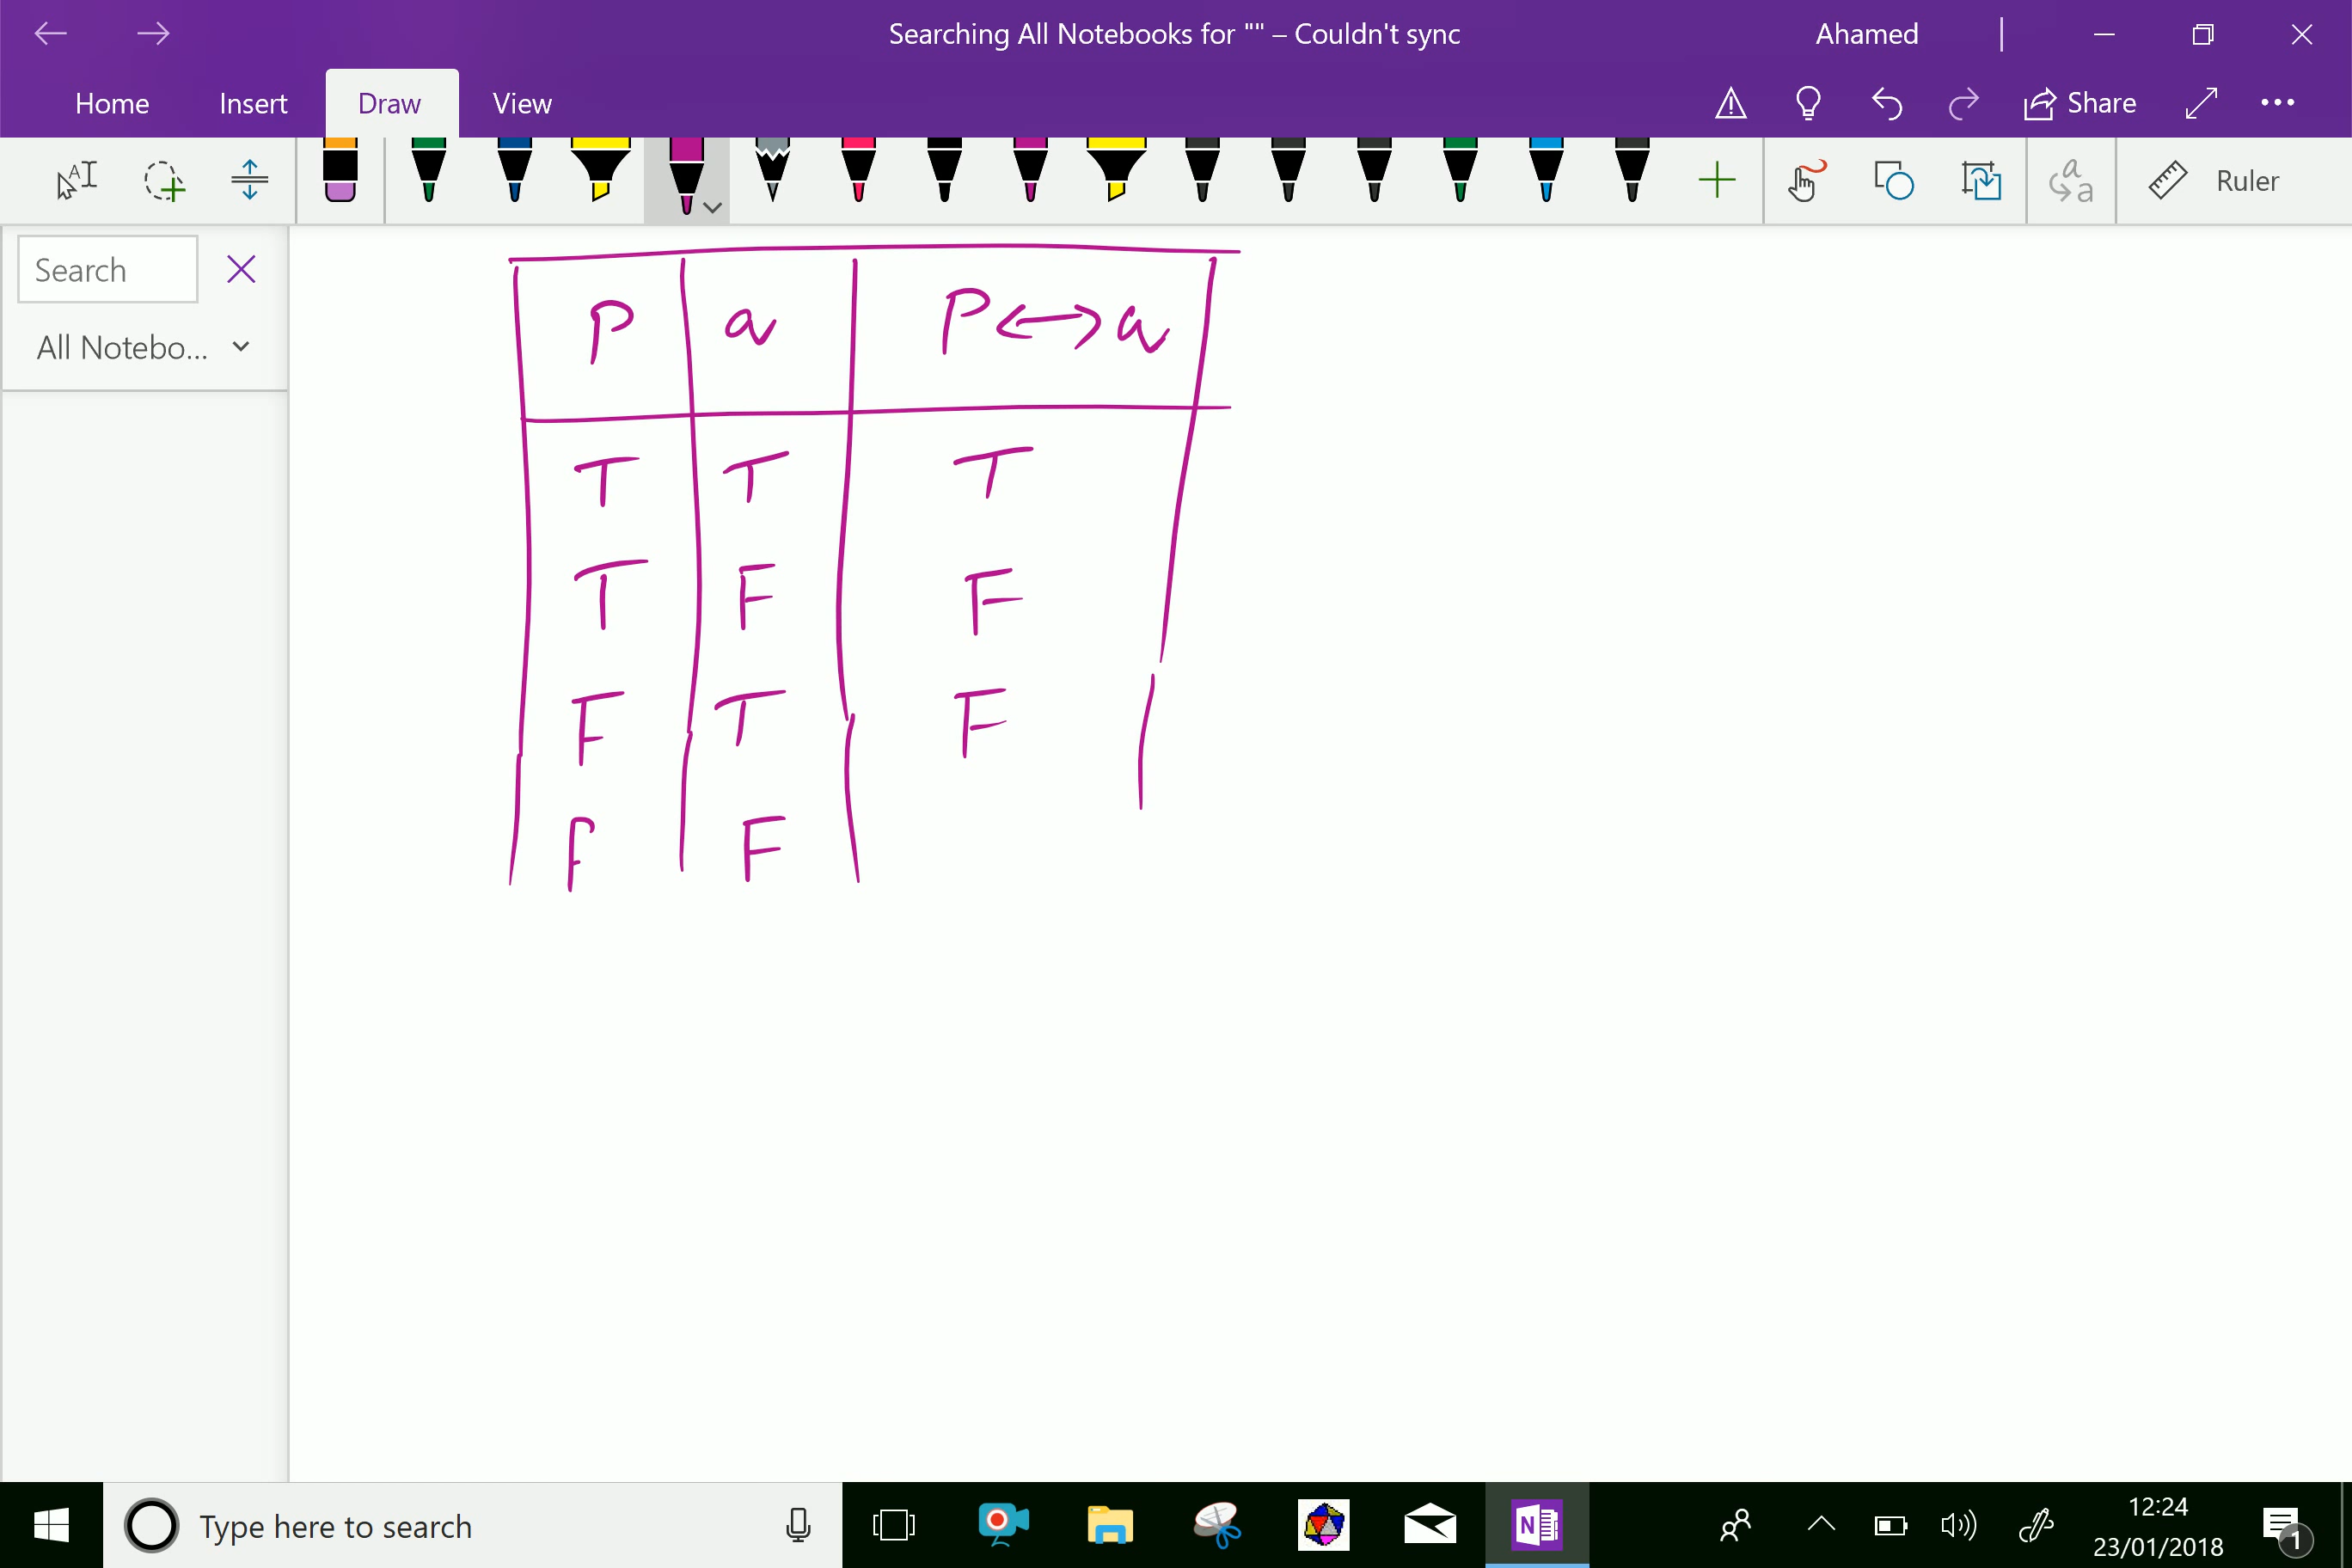 Searching All Notebooks for "" – Couldn't sync
Ahamed
Home Insert Draw View
Share
Ruler
Search
All Notebo...
P a P↔a
T T T
T F F
F T F
F F
Type here to search
N
12:24
23/01/2018
1